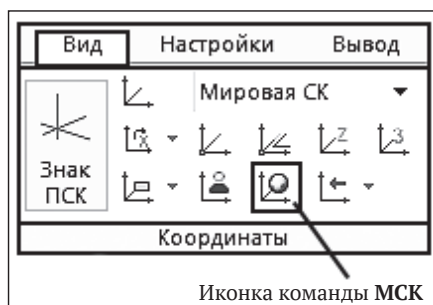 Вид Настройки Вывод
Мировая СК
Знак
ПСК
Координаты
Иконка команды МСК